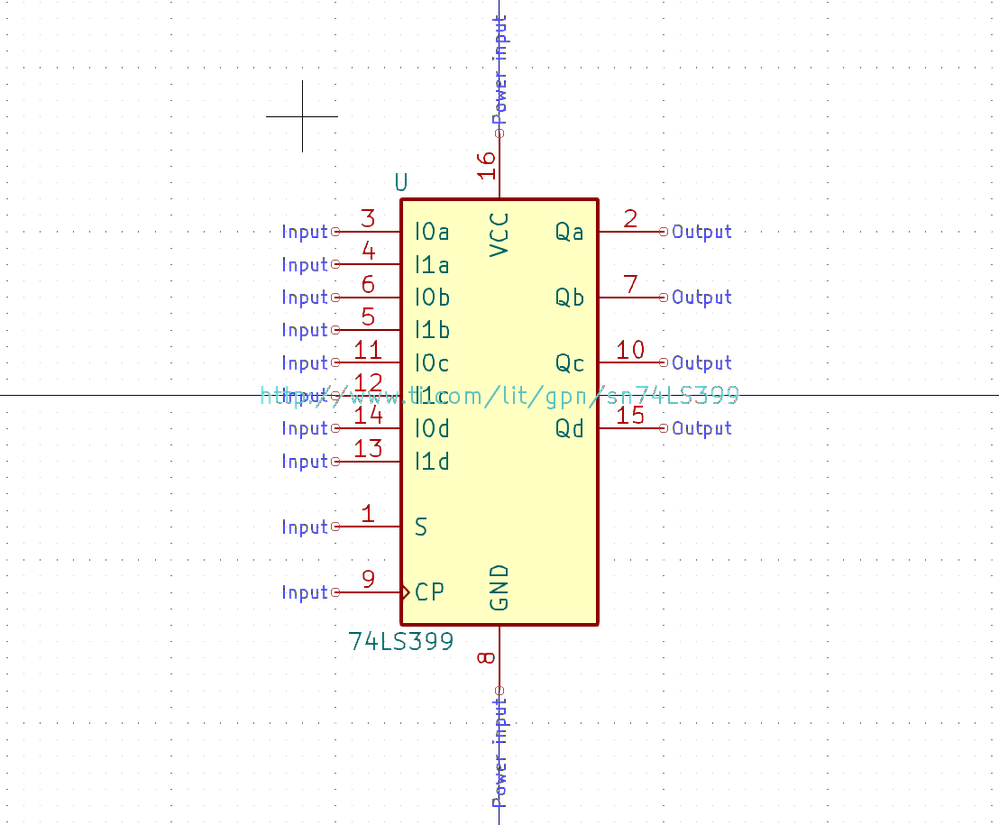 Power input
16
U
Input 3 I0a VCC Qa 2 Output
Input 4 I1a
Input 6 I0b Qb 7 Output
Input 5 I1b
Input 11 I0c Qc 10 Output
Input 12 I1c
http://www.ti.com/lit/gpn/sn74LS399
Input 14 I0d Qd 15 Output
Input 13 I1d
Input 1 S
Input 9 CP GND
74LS399
8
Power input